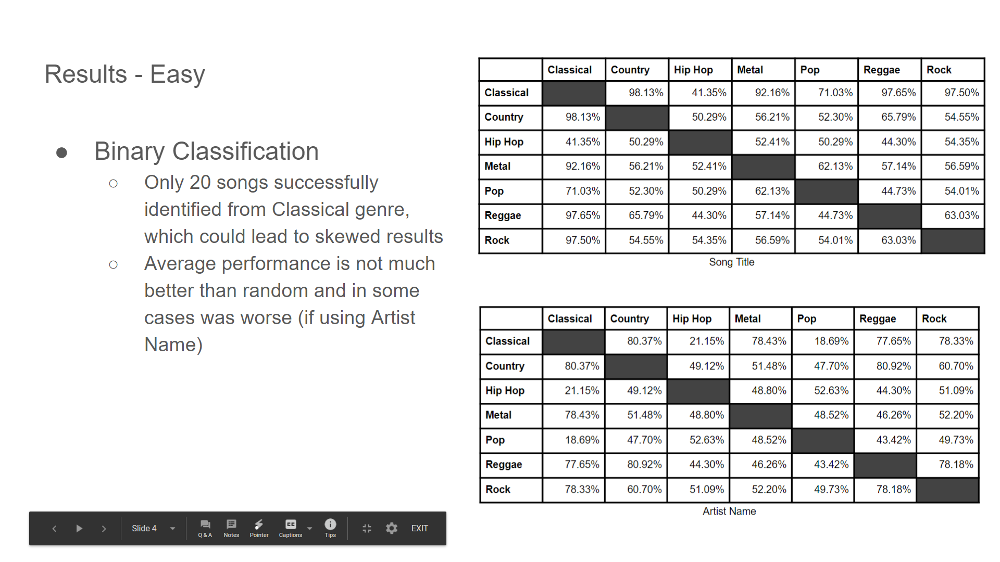 Results - Easy
● Binary Classification
○ Only 20 songs successfully
identified from Classical genre,
which could lead to skewed results
○ Average performance is not much
better than random and in some
cases was worse (if using Artist
Name)
Classical Country Hip Hop Metal Pop Reggae Rock
Classical 98.13% 41.35% 92.16% 71.03% 97.65% 97.50%
Country 98.13% 50.29% 56.21% 52.30% 65.79% 54.55%
Hip Hop 41.35% 50.29% 52.41% 50.29% 44.30% 54.35%
Metal 92.16% 56.21% 52.41% 62.13% 57.14% 56.59%
Pop 71.03% 52.30% 50.29% 62.13% 44.73% 54.01%
Reggae 97.65% 65.79% 44.30% 57.14% 44.73% 63.03%
Rock 97.50% 54.55% 54.35% 56.59% 54.01% 63.03%
Song Title
Classical Country Hip Hop Metal Pop Reggae Rock
Classical 80.37% 21.15% 78.43% 18.69% 77.65% 78.33%
Country 80.37% 49.12% 51.48% 47.70% 80.92% 60.70%
Hip Hop 21.15% 49.12% 48.80% 52.63% 44.30% 51.09%
Metal 78.43% 51.48% 48.80% 48.52% 46.26% 52.20%
Pop 18.69% 47.70% 52.63% 48.52% 43.42% 49.73%
Reggae 77.65% 80.92% 44.30% 46.26% 43.42% 78.18%
Rock 78.33% 60.70% 51.09% 52.20% 49.73% 78.18%
Artist Name
Slide 4 Q & A Notes Pointer CC Captions Tips EXIT